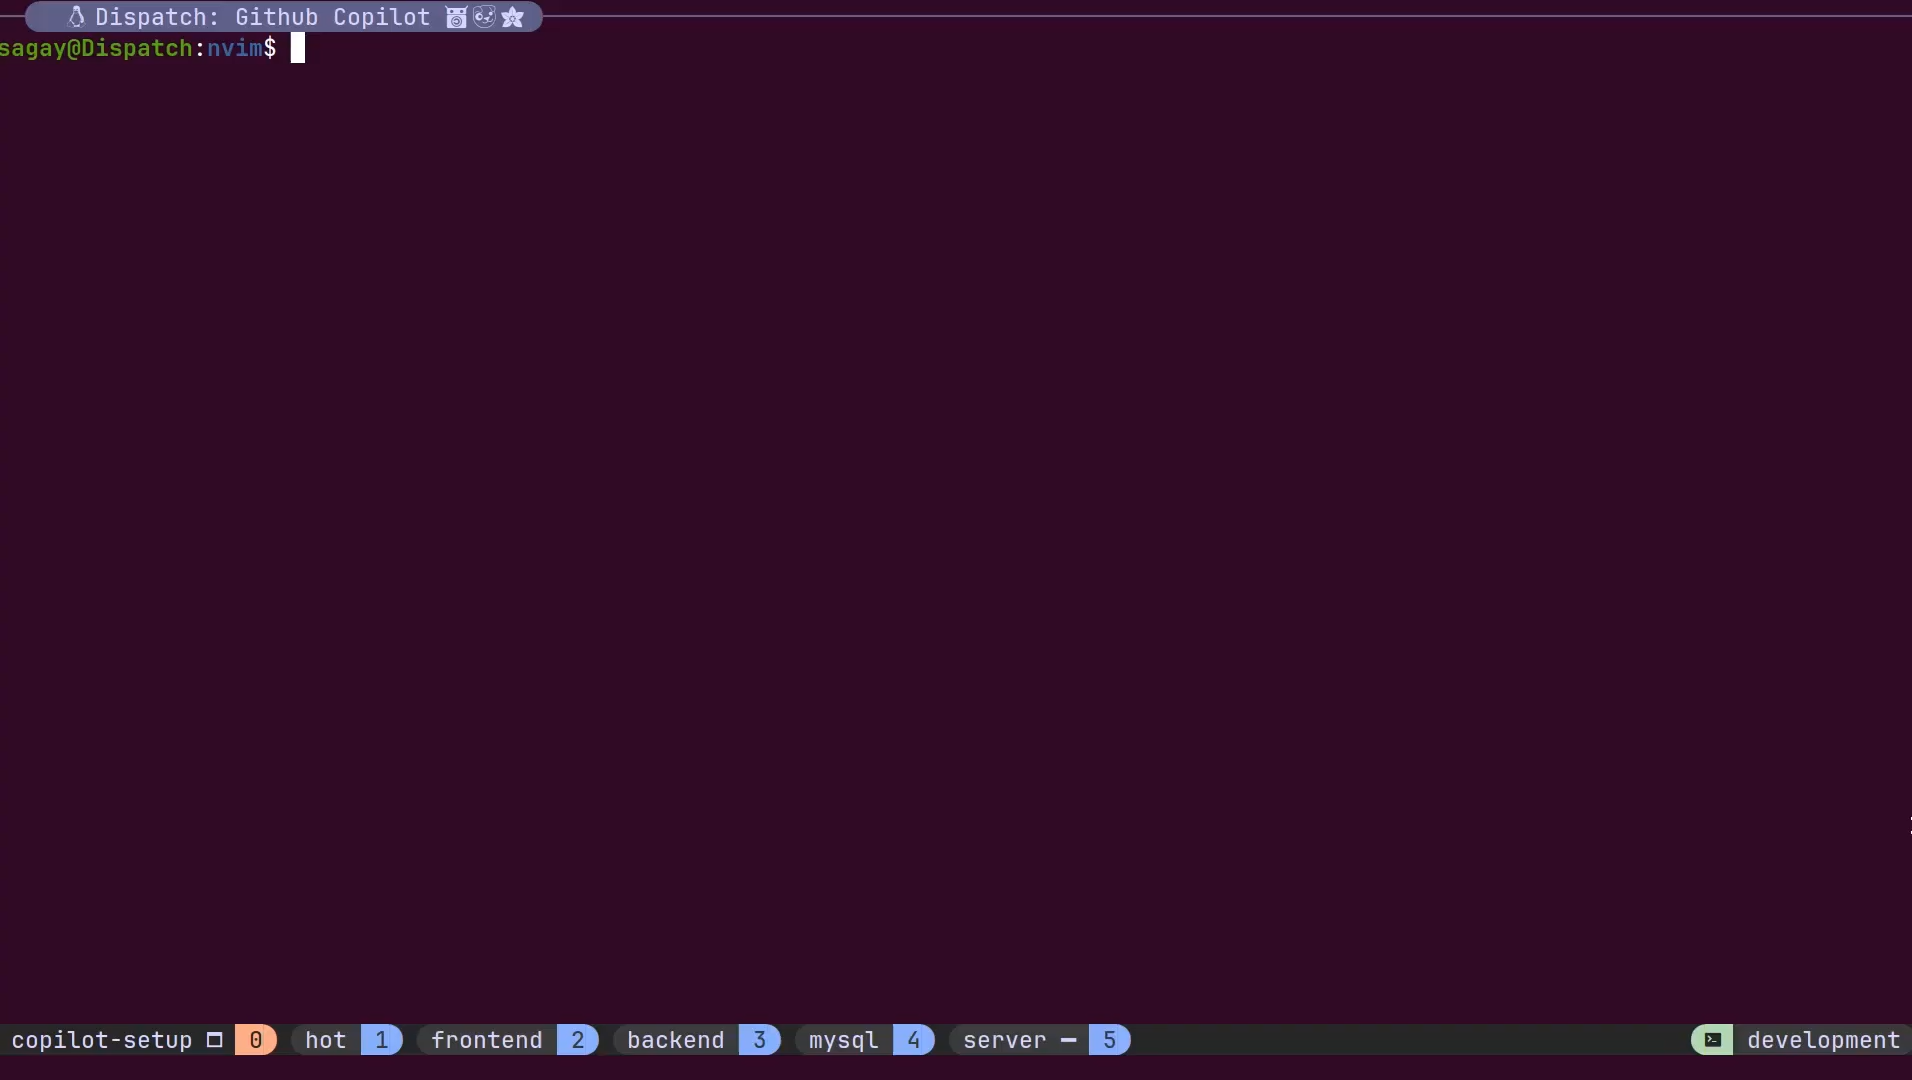 Dispatch: Github Copilot
sagay@Dispatch:nvim$
copilot-setup 0 hot 1 frontend 2 backend 3 mysql 4 server 5 development